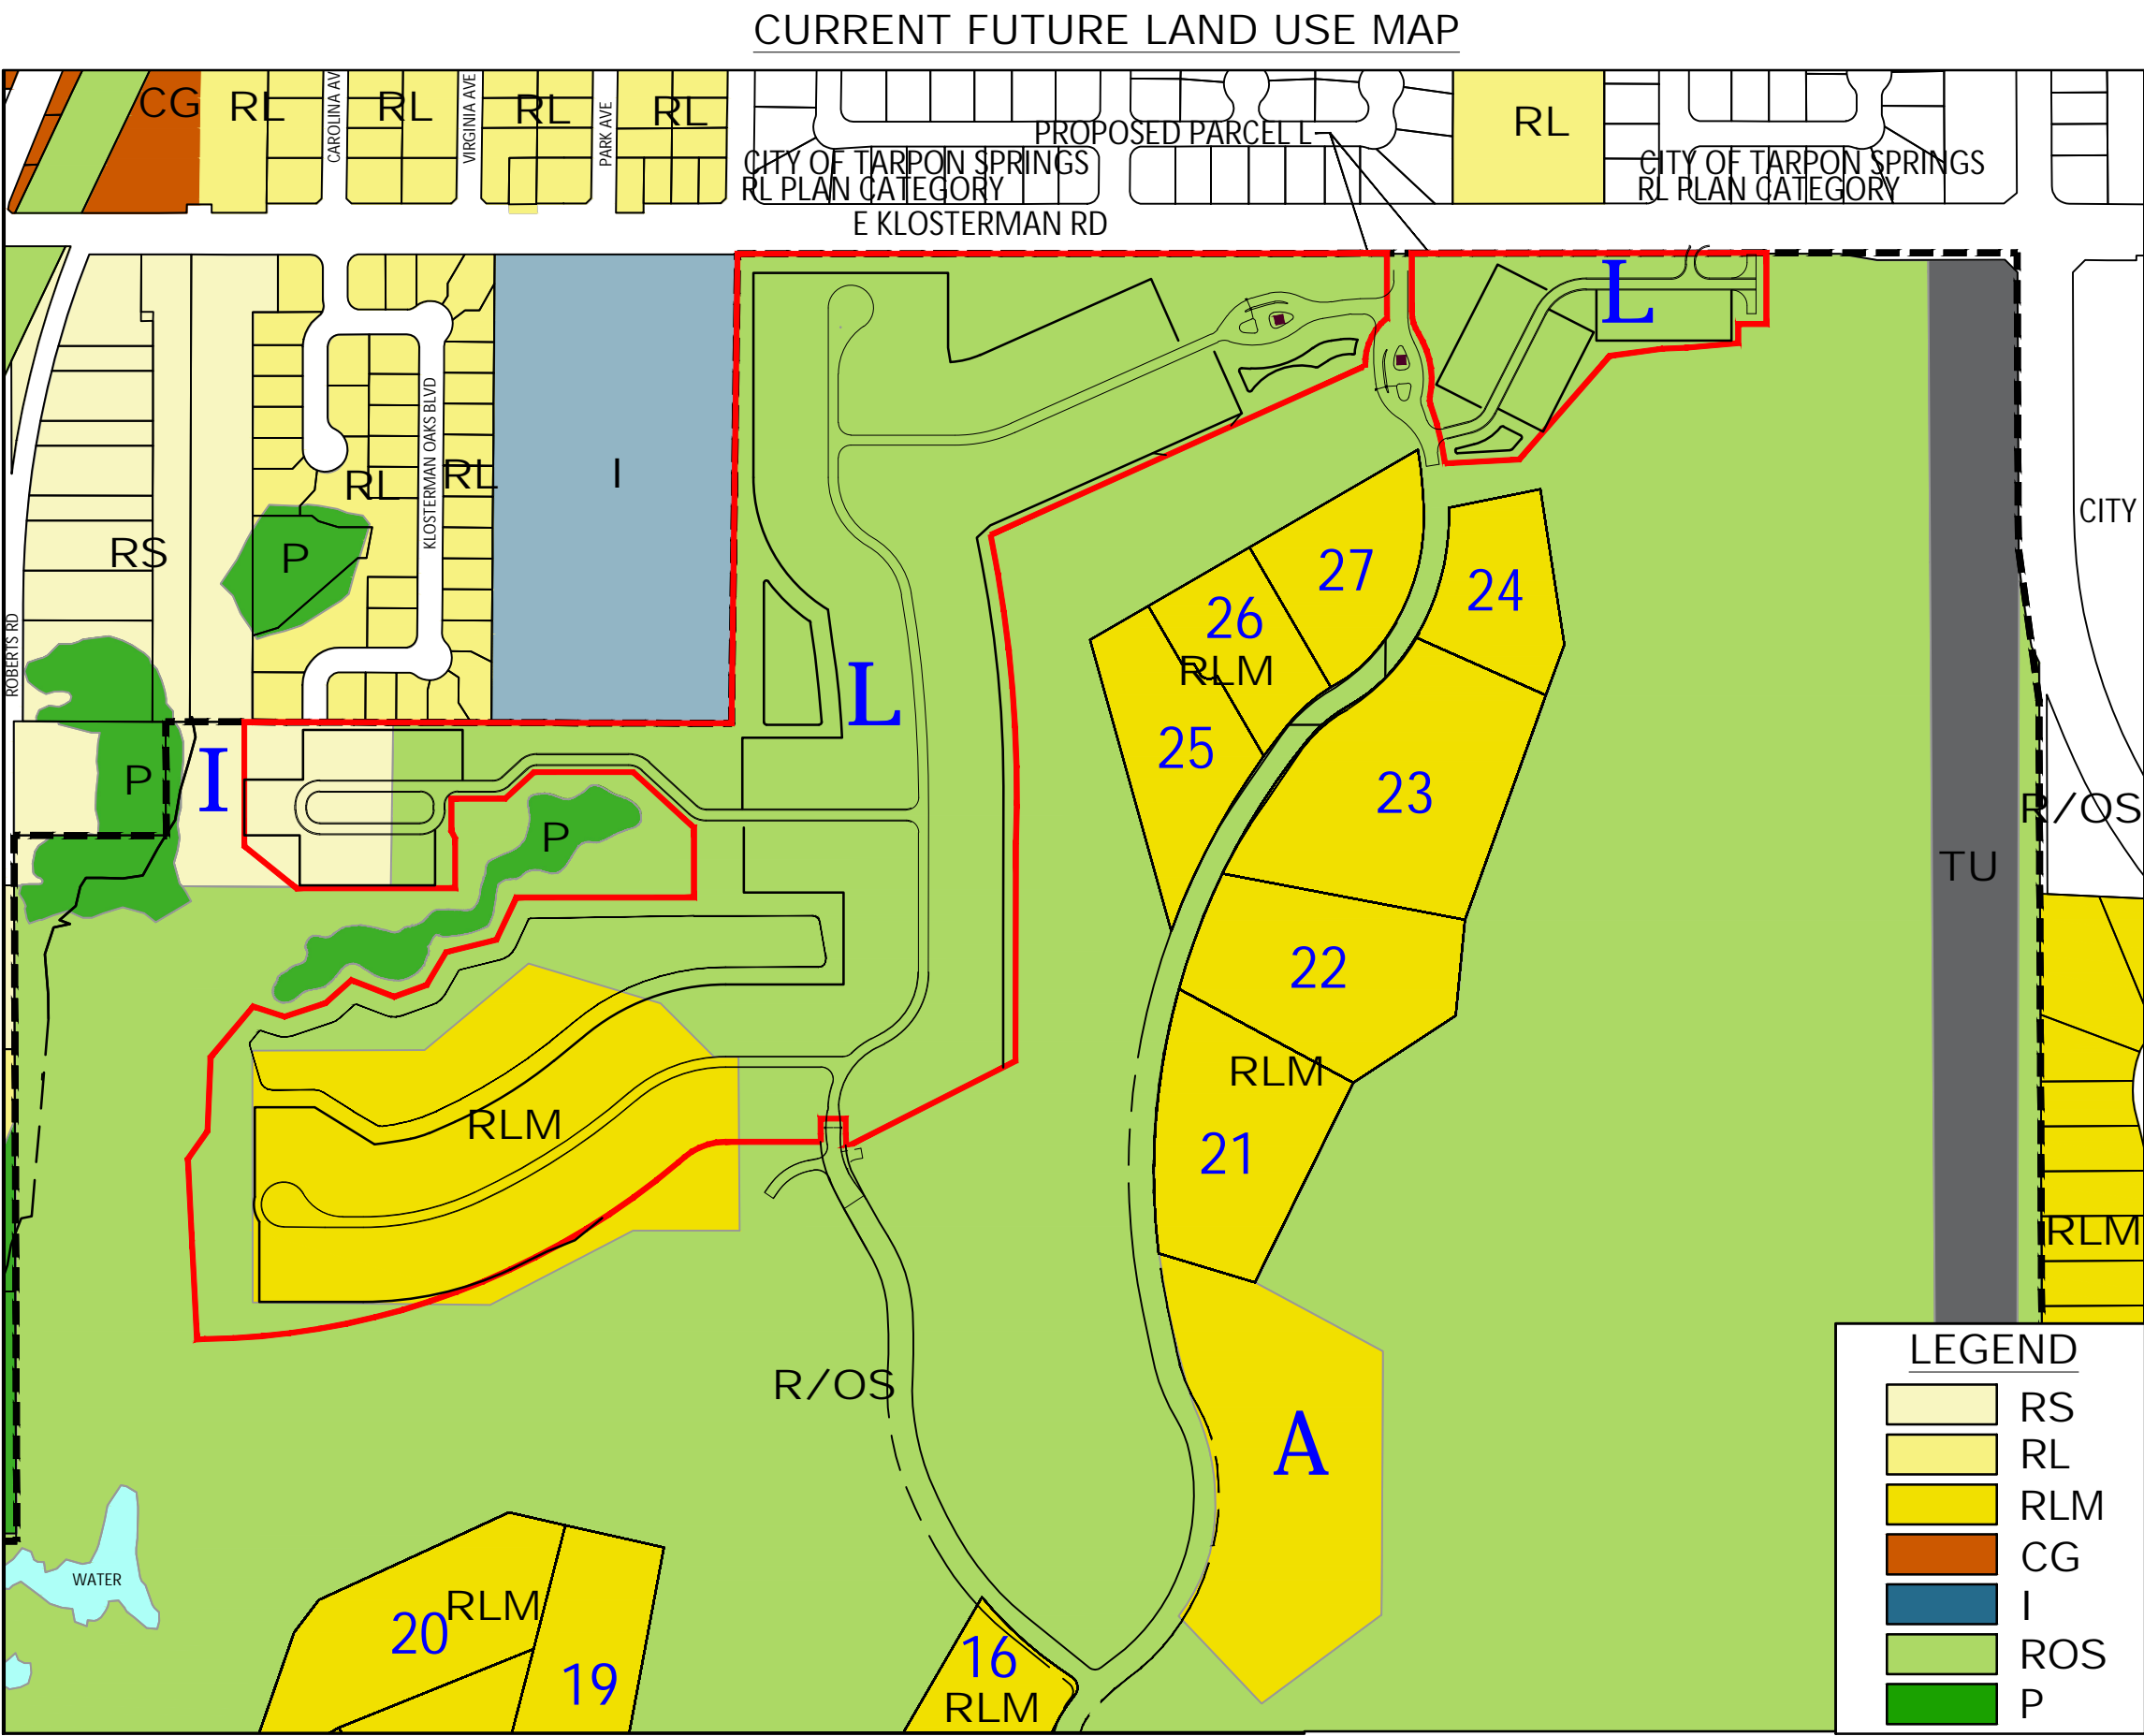 CURRENT FUTURE LAND USE MAP
CG
RL
CAROLINA AV
RL
VIRGINIA AVE
RL
PARK AVE
RL
PROPOSED PARCEL L
RL
CITY OF TARPON SPRINGS
RL PLAN CATEGORY
CITY OF TARPON SPRINGS
RL PLAN CATEGORY
E KLOSTERMAN RD
L
KLOSTERMAN OAKS BLVD
RL
RL
I
CITY
RS
P
27
24
26
RLM
25
ROBERTS RD
L
P
I
23
R/OS
P
TU
22
RLM
RLM
21
RLM
R/OS
A
WATER
20
RLM
19
16
RLM
LEGEND
RS
RL
RLM
CG
I
ROS
P